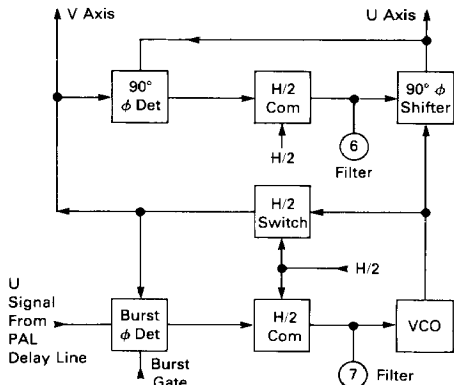 V Axis
U Axis
90°
φ Det
H/2
Com
90° φ
Shifter
H/2
6
Filter
H/2
Switch
H/2
U
Signal
From
PAL
Delay Line
Burst
φ Det
H/2
Com
VCO
Burst
Gate
7
Filter